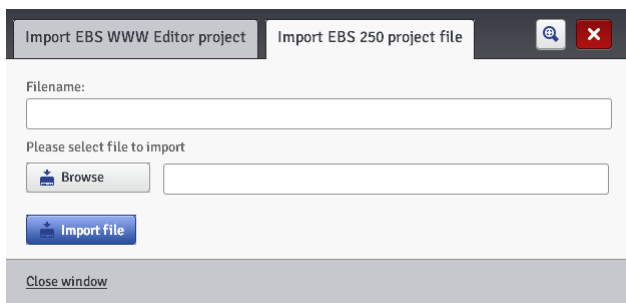 Import EBS WWW Editor project
Import EBS 250 project file
Filename:
Please select file to import
Browse
Import file
Close window